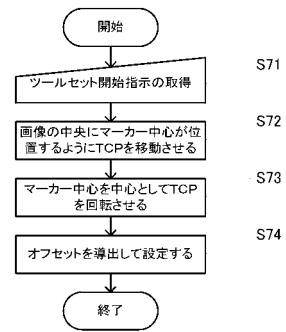 開始
S71
ツールセット開始指示の取得
S72
画像の中央にマーカー中心が位
置するようにTCPを移動させる
S73
マーカー中心を中心としてTCP
を回転させる
S74
オフセットを導出して設定する
終了